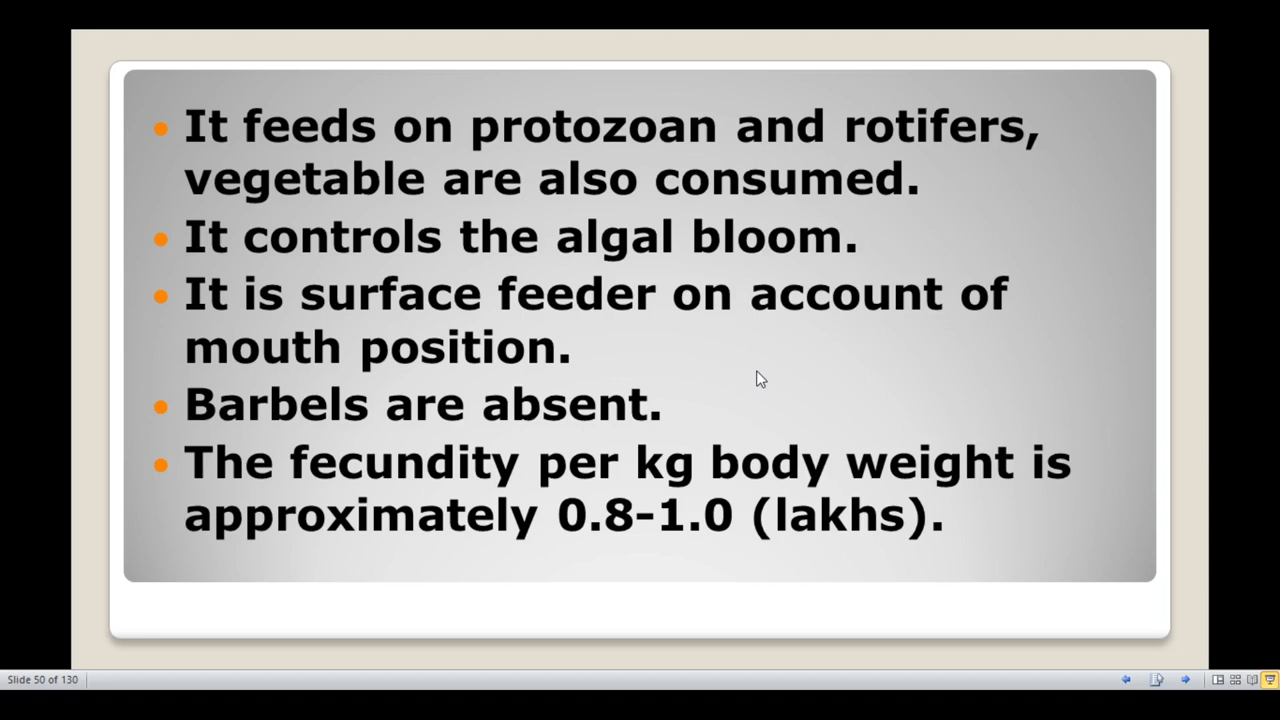 It feeds on protozoan and rotifers,
vegetable are also consumed.
It controls the algal bloom.
It is surface feeder on account of
mouth position.
Barbels are absent.
The fecundity per kg body weight is
approximately 0.8-1.0 (lakhs).
Slide 50 of 130